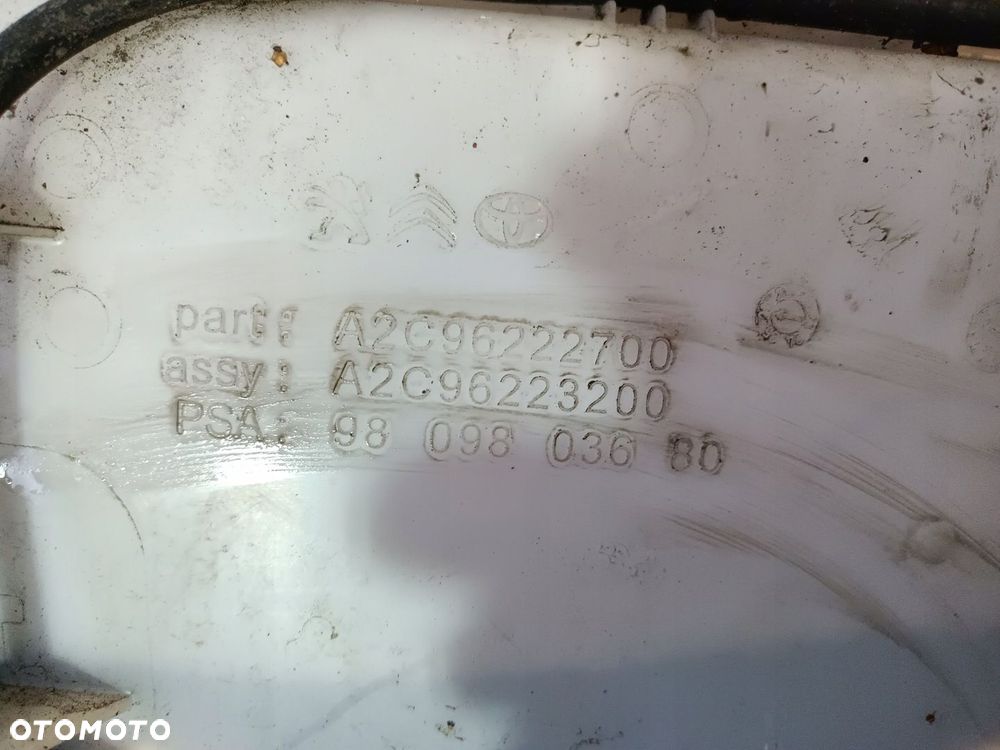 part: A2C96222700
assy: A2C96223200
PSA: 98 098 036 80
OTOMOTO